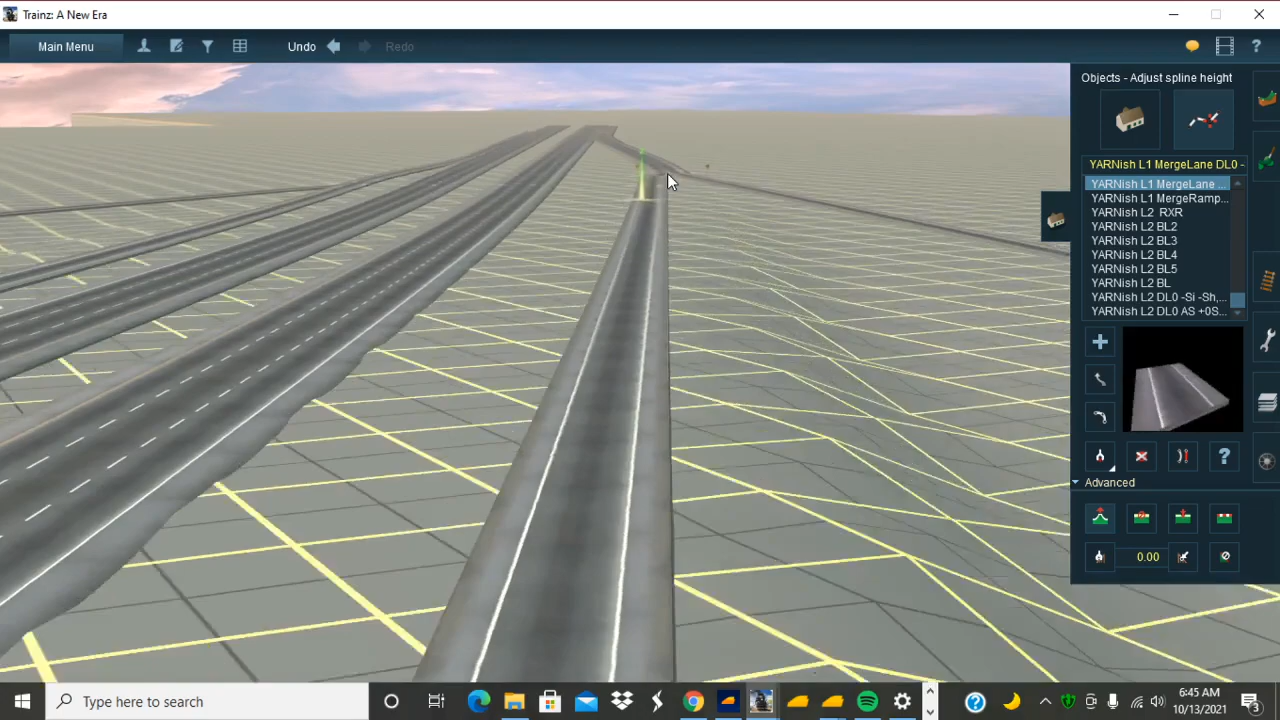 Trainz: A New Era
Main Menu
Undo
Redo
?
Objects - Adjust spline height
YARNish L1 MergeLane DL0 -
YARNish L1 MergeLane ...
YARNish L1 MergeRamp...
YARNish L2  RXR
YARNish L2 BL2
YARNish L2 BL3
YARNish L2 BL4
YARNish L2 BL5
YARNish L2 BL
YARNish L2 DL0 -Si -Sh,...
YARNish L2 DL0 AS +0S...
?
Advanced
0.00
Type here to search
?
6:45 AM
10/13/2021
3